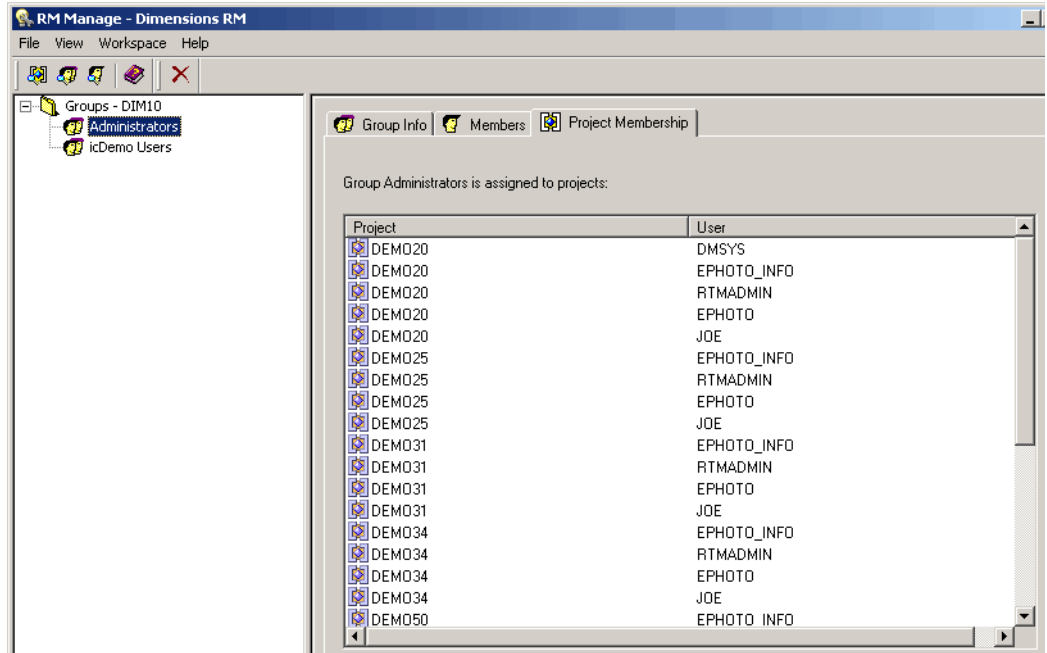 RM Manage - Dimensions RM
File View Workspace Help
Groups - DIM10
Administrators
icDemo Users
Group Info Members Project Membership
Group Administrators is assigned to projects:
Project User
DEMO20 DMSYS
DEMO20 EPHOTO_INFO
DEMO20 RTMADMIN
DEMO20 EPHOTO
DEMO20 JOE
DEMO25 EPHOTO_INFO
DEMO25 RTMADMIN
DEMO25 EPHOTO
DEMO25 JOE
DEMO31 EPHOTO_INFO
DEMO31 RTMADMIN
DEMO31 EPHOTO
DEMO31 JOE
DEMO34 EPHOTO_INFO
DEMO34 RTMADMIN
DEMO34 EPHOTO
DEMO34 JOE
DEMO50 EPHOTO_INFO